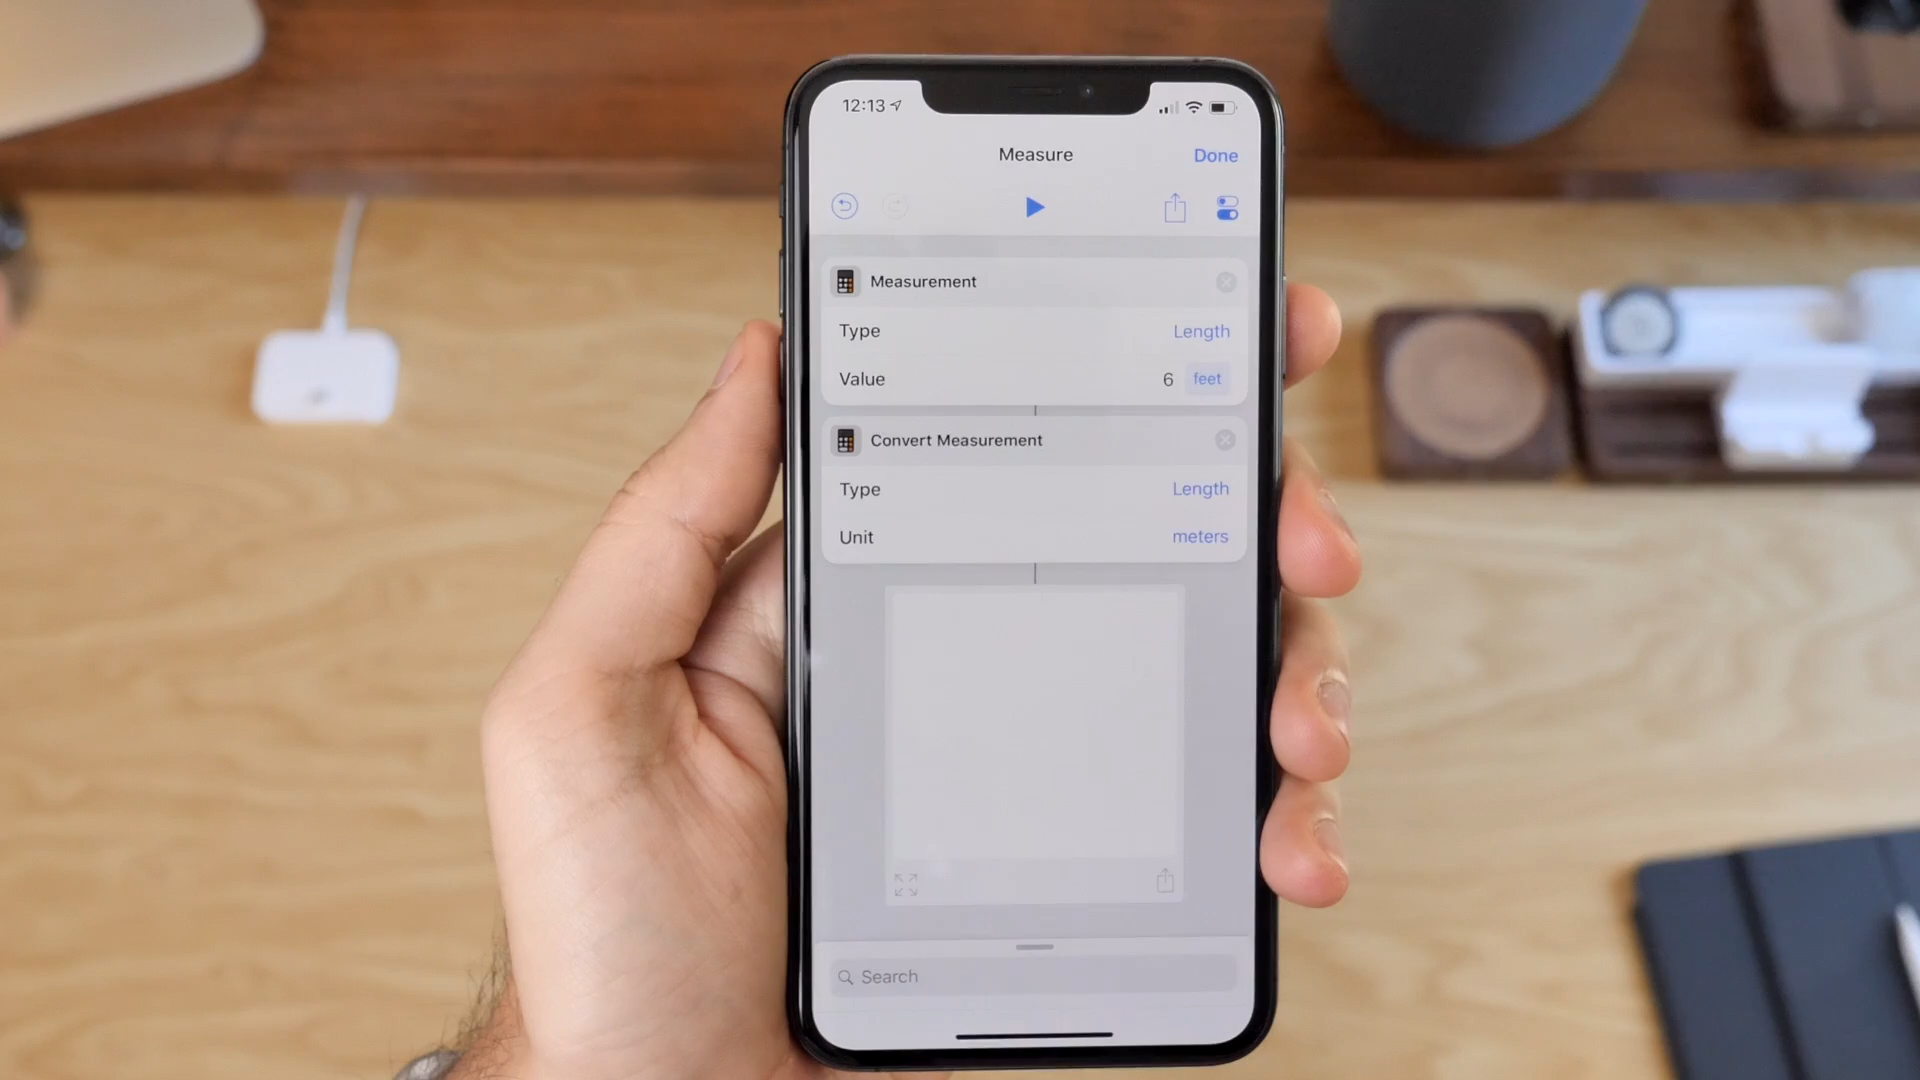 12:13
Measure Done
Measurement
Type Length
Value 6 feet
Convert Measurement
Type Length
Unit meters
Search